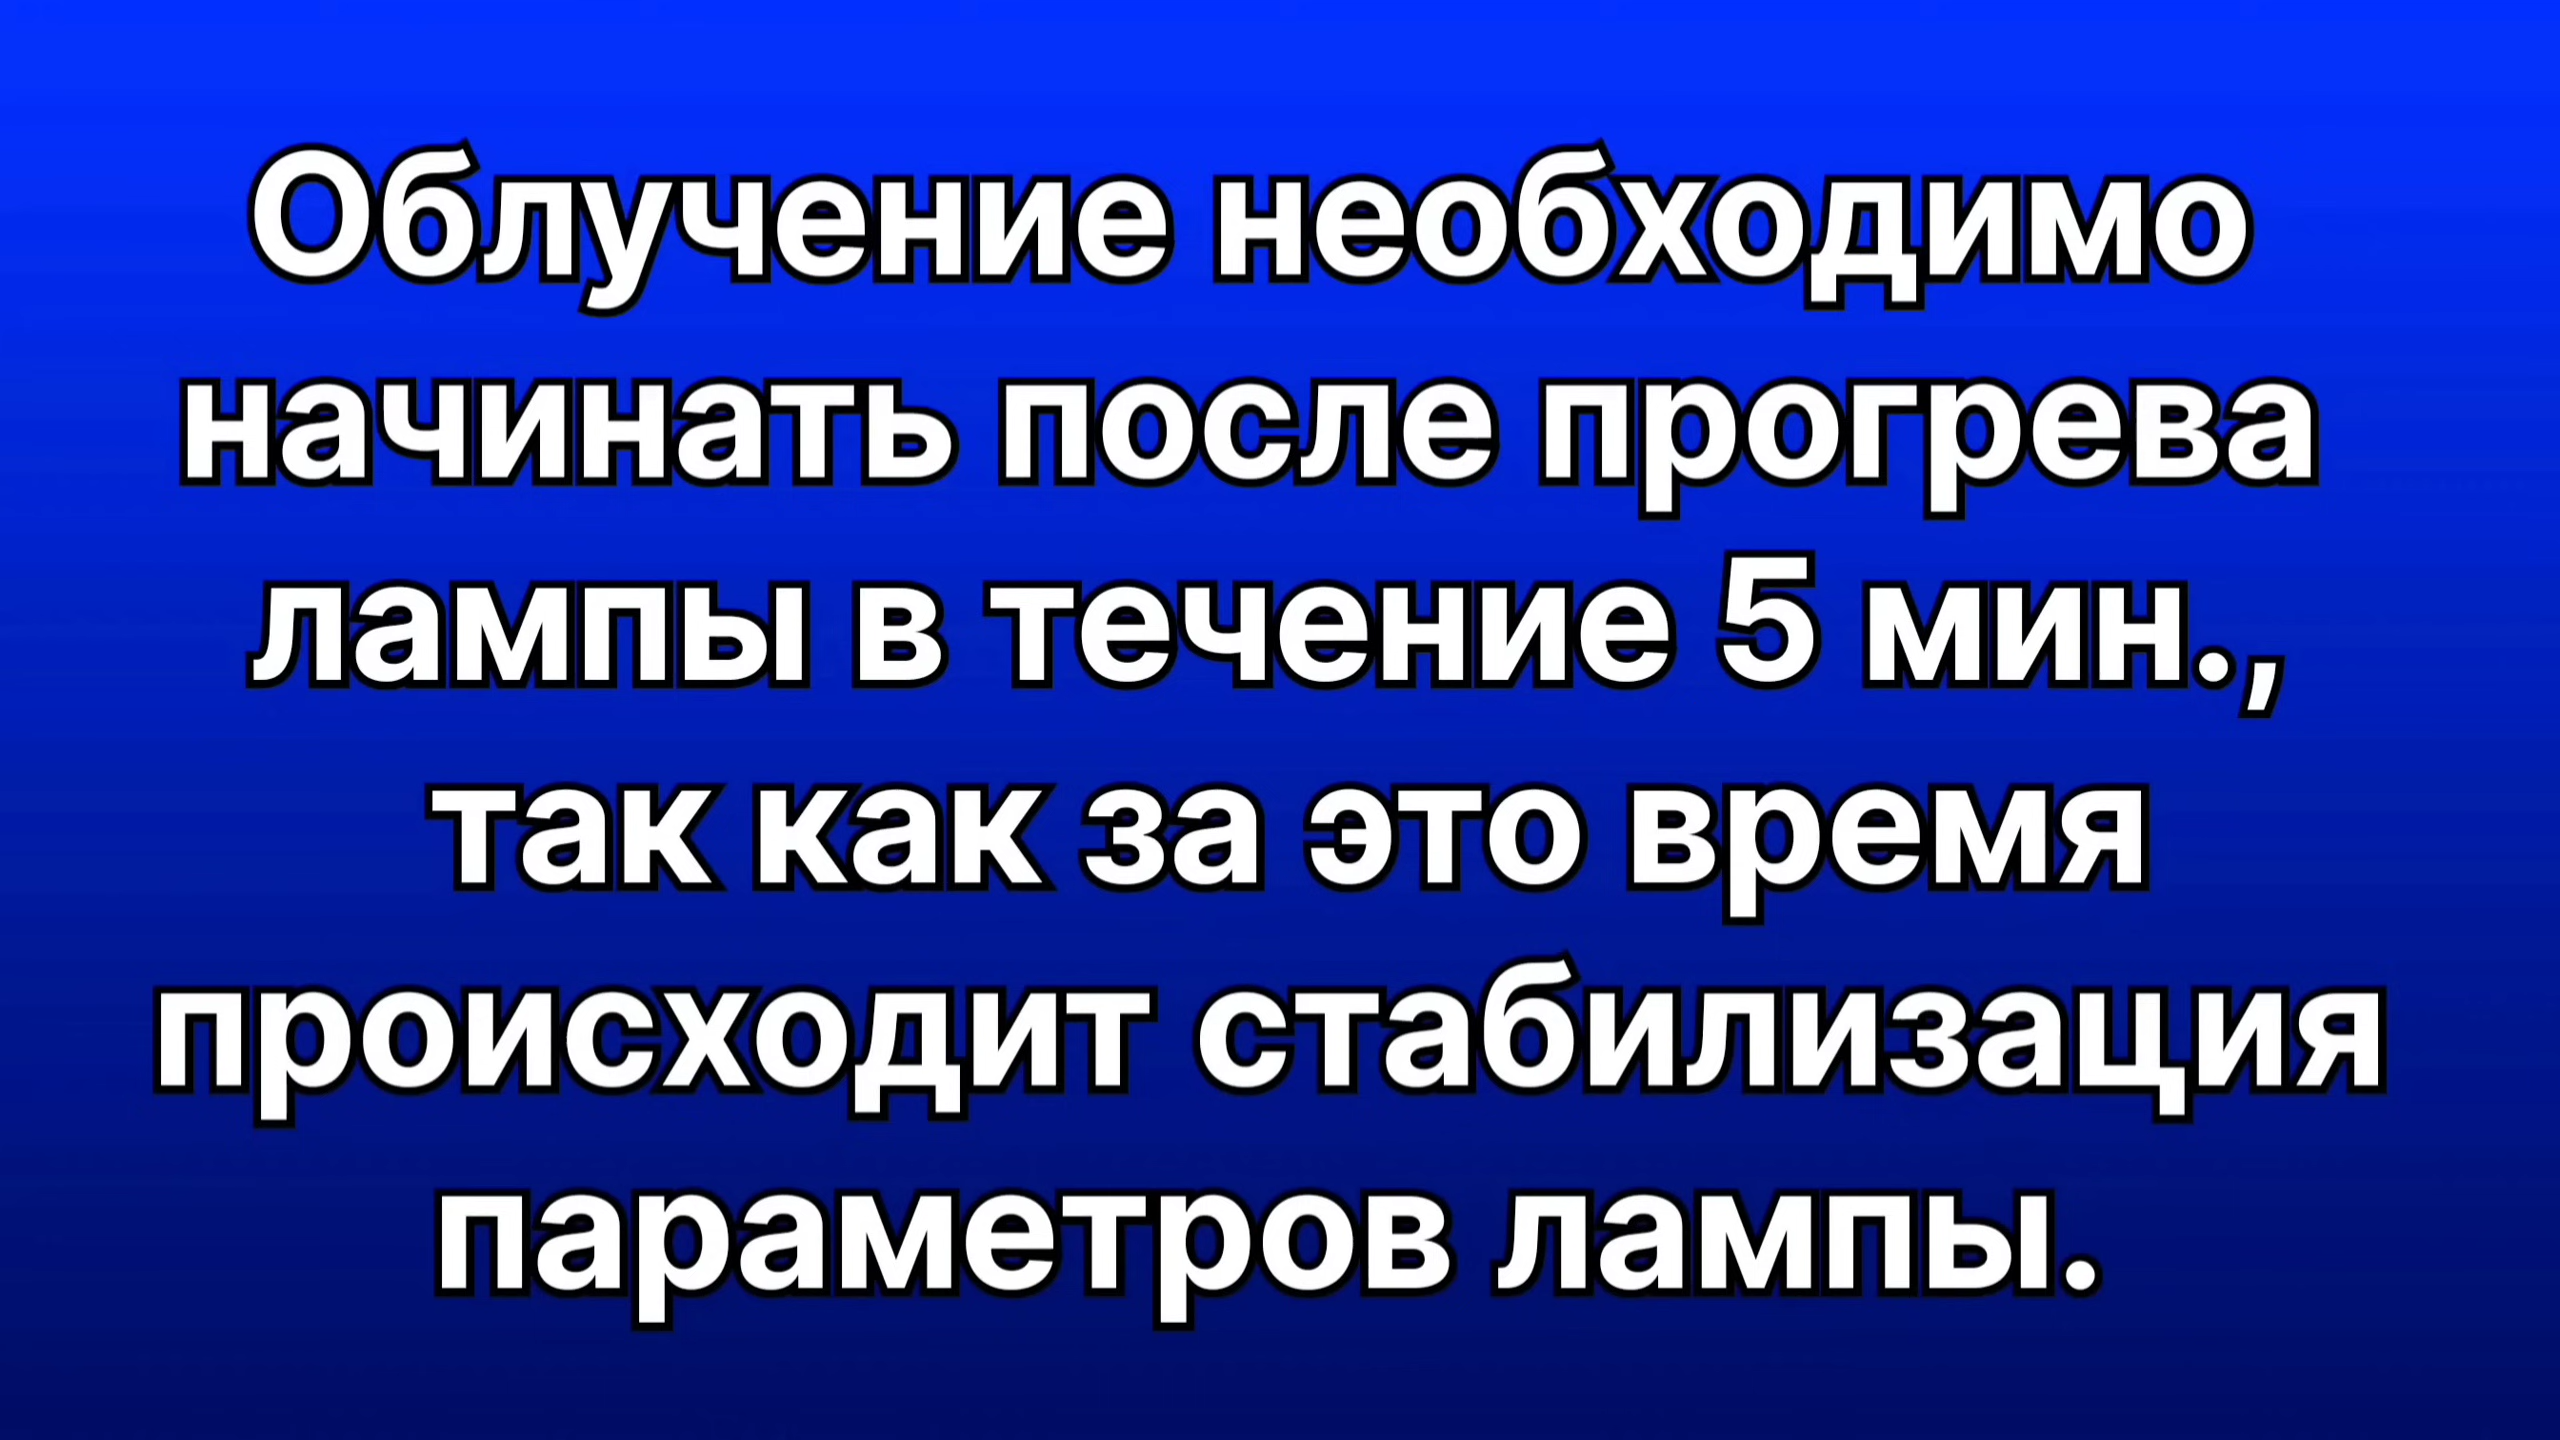 Облучение необходимо
начинать после прогрева
лампы в течение 5 мин.,
так как за это время
происходит стабилизация
параметров лампы.